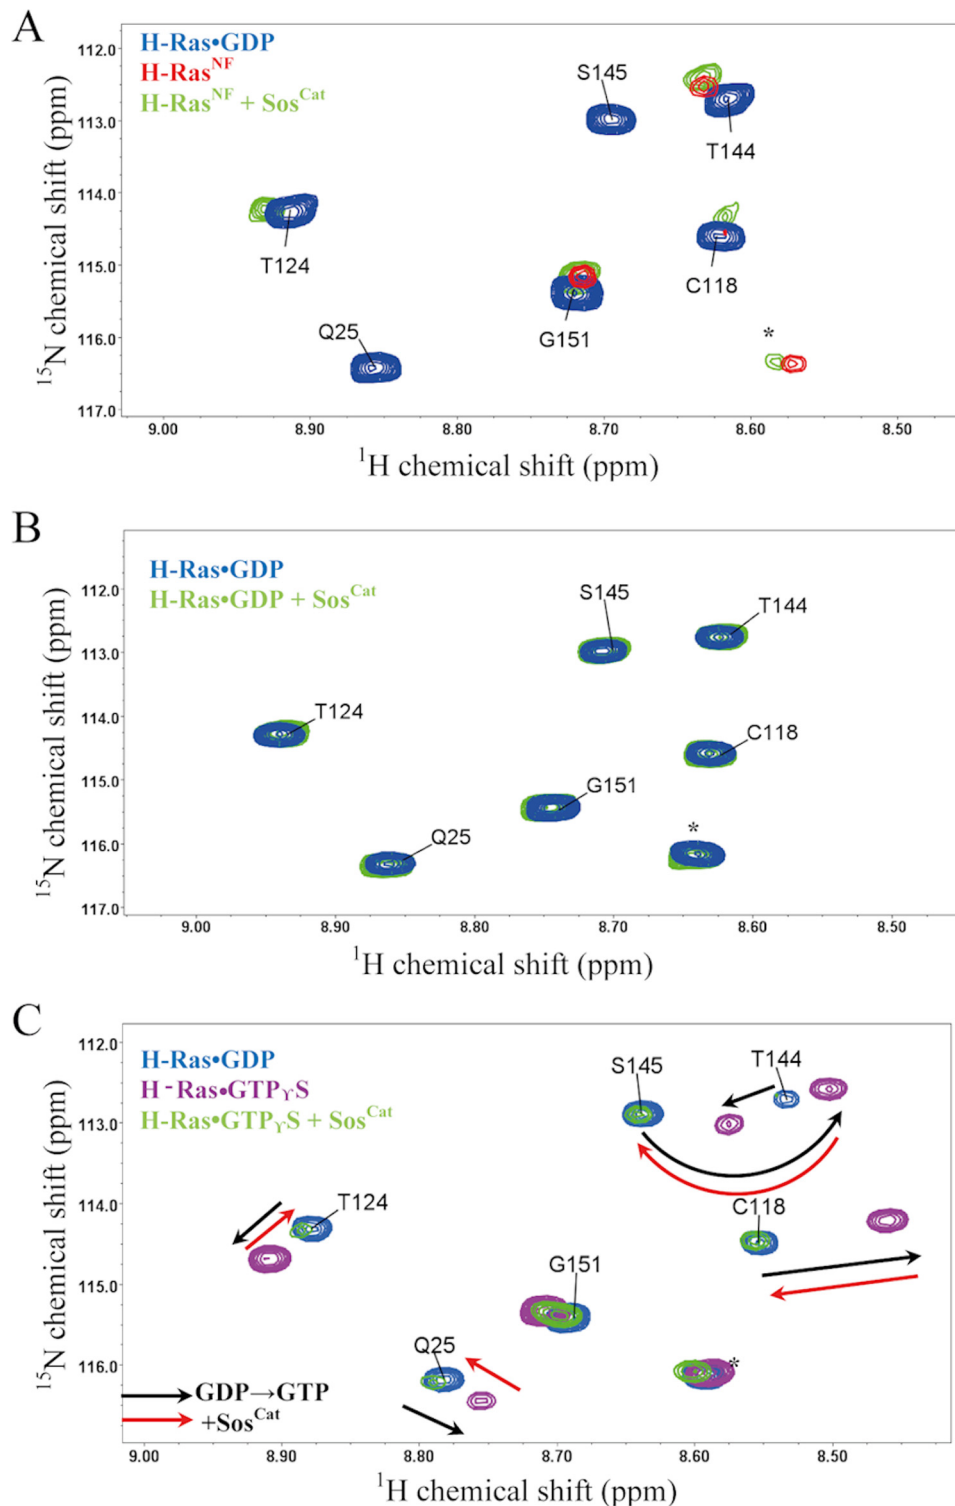 A
H-Ras•GDP
H-Ras^NF
H-Ras^NF + Sos^Cat
S145
T144
T124
C118
G151
Q25
*
112.0
113.0
114.0
115.0
116.0
117.0
¹⁵N chemical shift (ppm)
9.00 8.90 8.80 8.70 8.60 8.50
¹H chemical shift (ppm)
B
H-Ras•GDP
H-Ras•GDP + Sos^Cat
S145
T144
T124
C118
G151
*
Q25
112.0
113.0
114.0
115.0
116.0
117.0
¹⁵N chemical shift (ppm)
9.00 8.90 8.80 8.70 8.60 8.50
¹H chemical shift (ppm)
C
H-Ras•GDP
H-Ras•GTPγS
H-Ras•GTPγS + Sos^Cat
S145
T144
T124
C118
G151
Q25
*
GDP→GTP
+Sos^Cat
112.0
113.0
114.0
115.0
116.0
¹⁵N chemical shift (ppm)
9.00 8.90 8.80 8.70 8.60 8.50
¹H chemical shift (ppm)